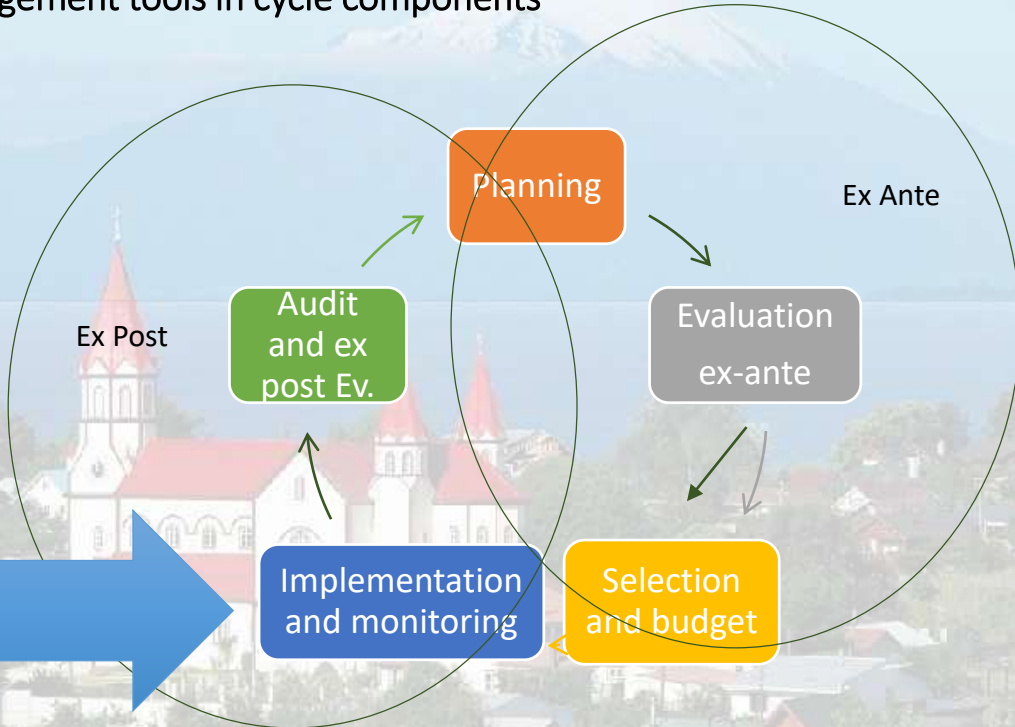 tools in cycle components
Planning
Ex Ante
Evaluation
ex-ante
Ex Post
Audit
and ex
post Ev.
Implementation
and monitoring
Selection
and budget